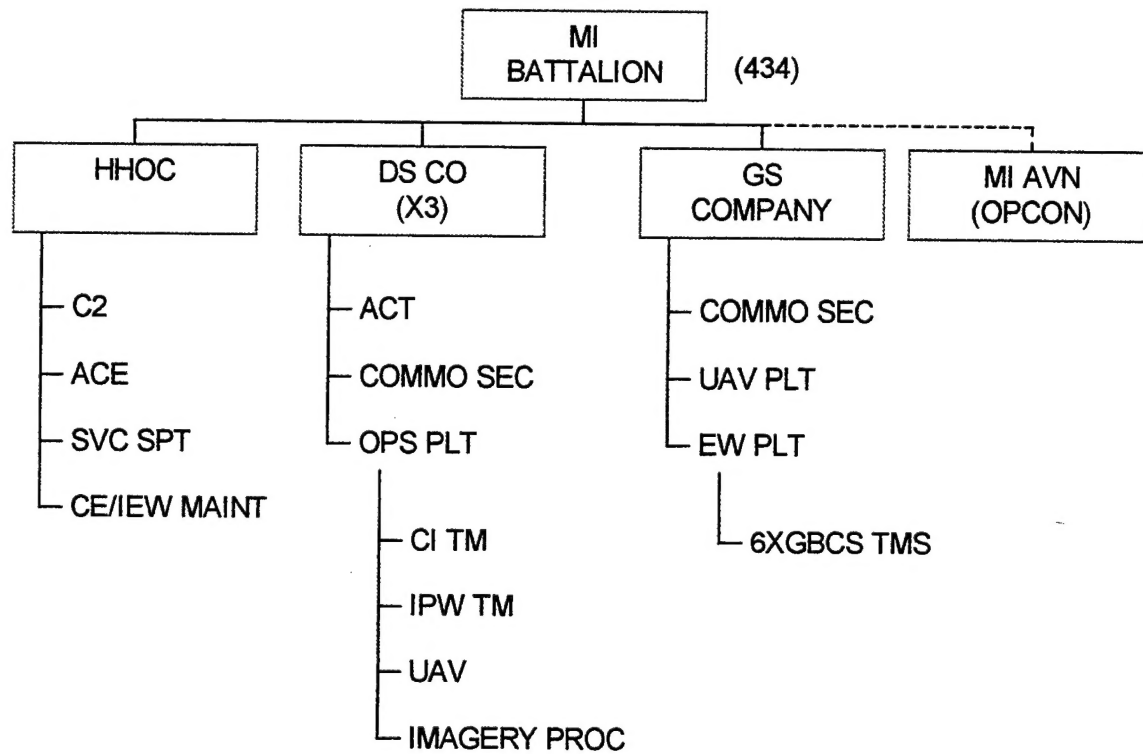 MI
BATTALION
(434)
HHOC
DS CO
(X3)
GS
COMPANY
MI AVN
(OPCON)
C2
ACE
SVC SPT
CE/IEW MAINT
ACT
COMMO SEC
OPS PLT
CI TM
IPW TM
UAV
IMAGERY PROC
COMMO SEC
UAV PLT
EW PLT
6XGBCS TMS